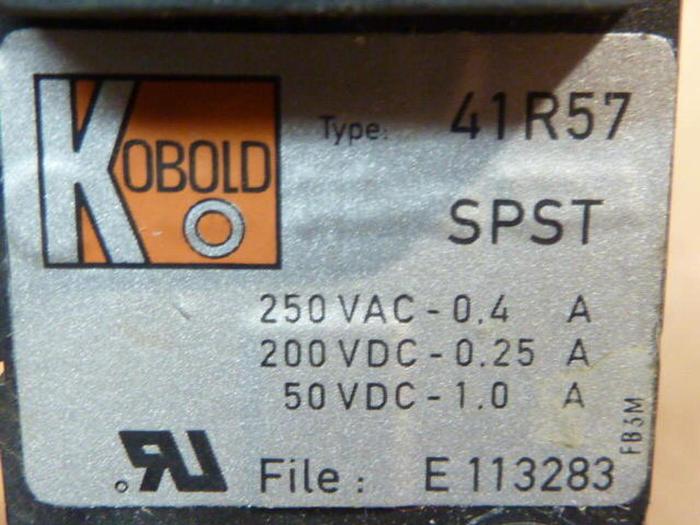 KOBOLD
Type: 41R57
SPST
250 VAC - 0.4 A
200 VDC - 0.25 A
50 VDC - 1.0 A
FB3M
RU File : E 113283